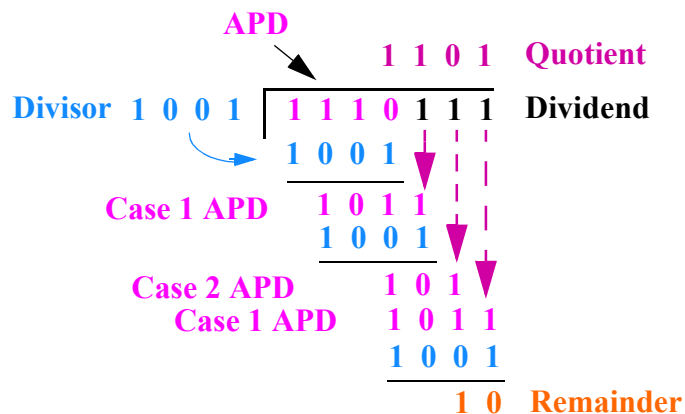 APD
1 1 0 1 Quotient
Divisor 1 0 0 1 1 1 1 0 1 1 1 Dividend
1 0 0 1
Case 1 APD 1 0 1 1
1 0 0 1
Case 2 APD 1 0 1
Case 1 APD 1 0 1 1
1 0 0 1
1 0 Remainder